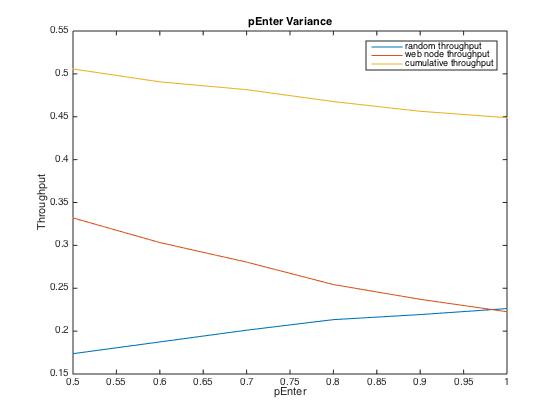 pEnter Variance
random throughput
web node throughput
cumulative throughput
0.55
0.5
0.45
0.4
0.35
0.3
0.25
0.2
0.15
Throughput
0.5 0.55 0.6 0.65 0.7 0.75 0.8 0.85 0.9 0.95 1
pEnter